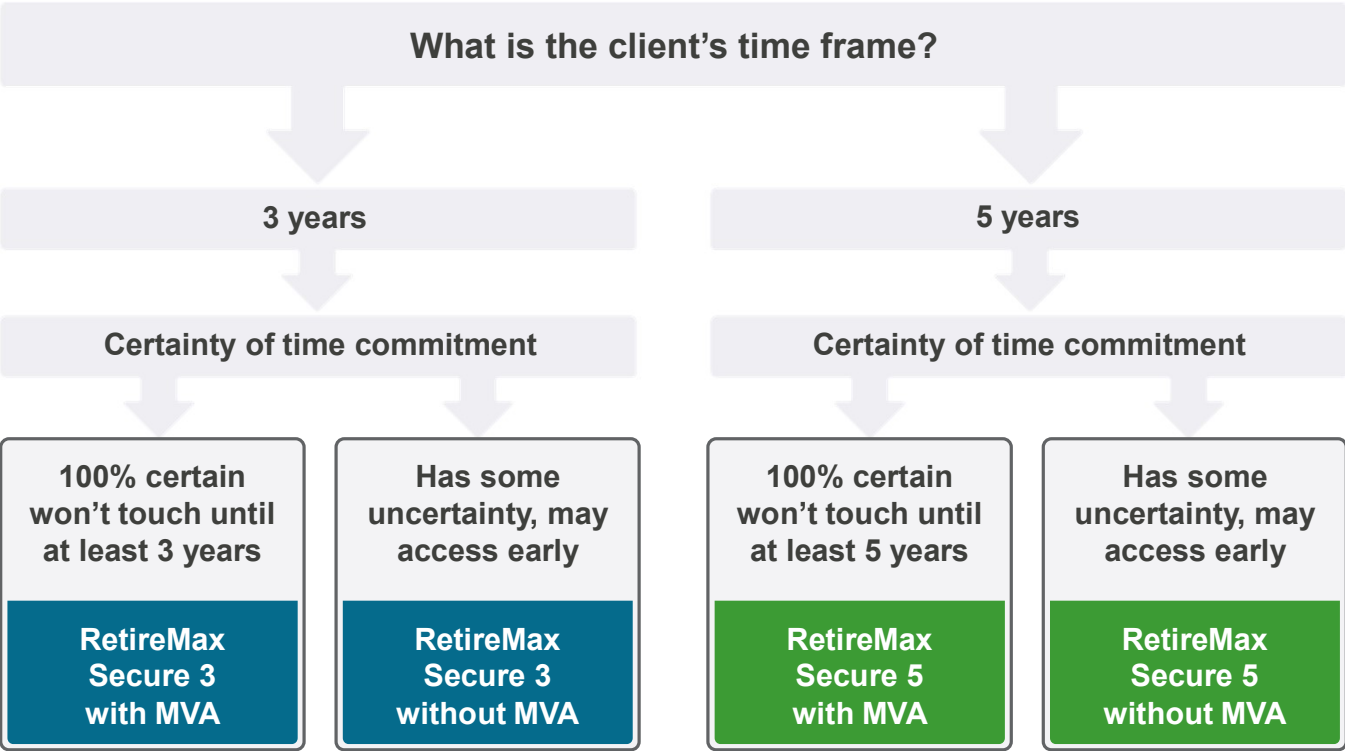 What is the client’s time frame?
3 years
5 years
Certainty of time commitment
Certainty of time commitment
100% certain
won’t touch until
at least 3 years
RetireMax
Secure 3
with MVA
Has some
uncertainty, may
access early
RetireMax
Secure 3
without MVA
100% certain
won’t touch until
at least 5 years
RetireMax
Secure 5
with MVA
Has some
uncertainty, may
access early
RetireMax
Secure 5
without MVA